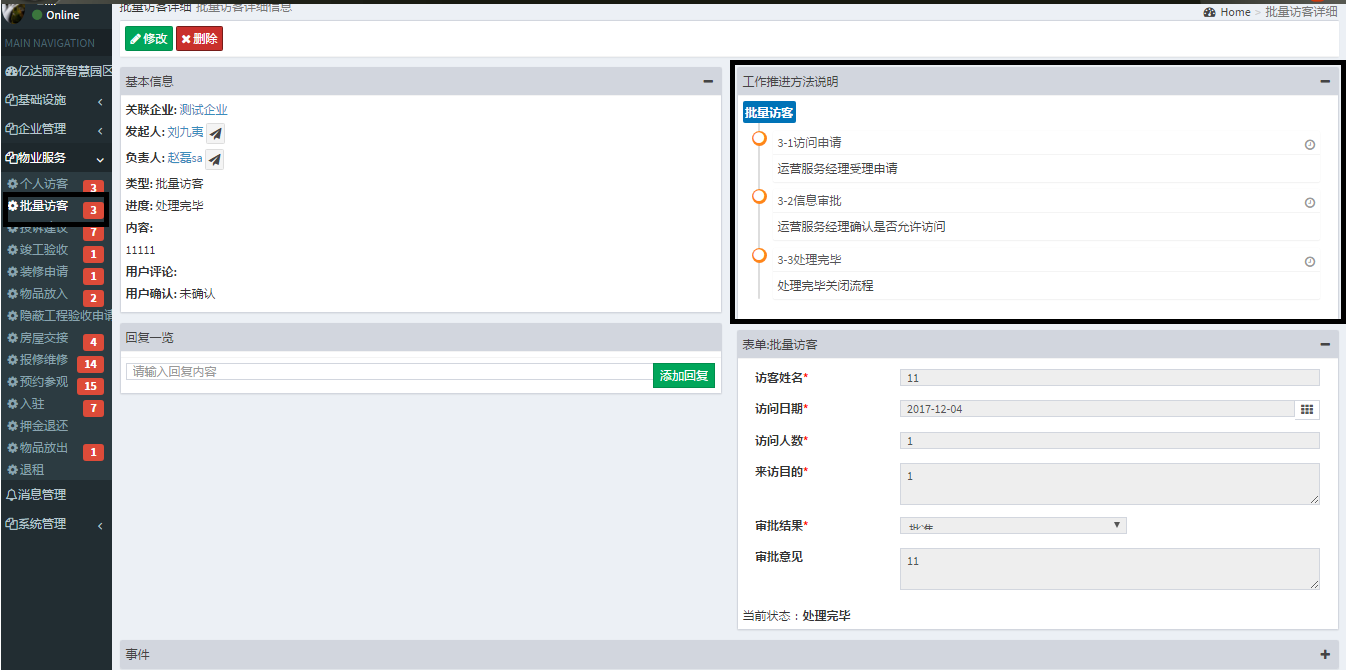 Online
MAIN NAVIGATION
亿达丽泽智慧园区
基础设施
企业管理
物业服务
个人访客 3
批量访客 3
投诉建议 7
竣工验收 1
装修申请 1
物品放入 2
隐蔽工程验收申请
房屋交接 4
报修维修 14
预约参观 15
入驻 7
押金退还
物品放出 1
退租
消息管理
系统管理
批量访客详细 批量访客详细信息
Home > 批量访客详细
修改 删除
基本信息
关联企业: 测试企业
发起人: 刘九夷
负责人: 赵磊sa
类型: 批量访客
进度: 处理完毕
内容:
11111
用户评论:
用户确认: 未确认
回复一览
请输入回复内容 添加回复
工作推进方法说明
批量访客
3-1访问申请
运营服务经理受理申请
3-2信息审批
运营服务经理确认是否允许访问
3-3处理完毕
处理完毕关闭流程
表单:批量访客
访客姓名* 11
访问日期* 2017-12-04
访问人数* 1
来访目的* 1
审批结果* 批准
审批意见 11
当前状态：处理完毕
事件